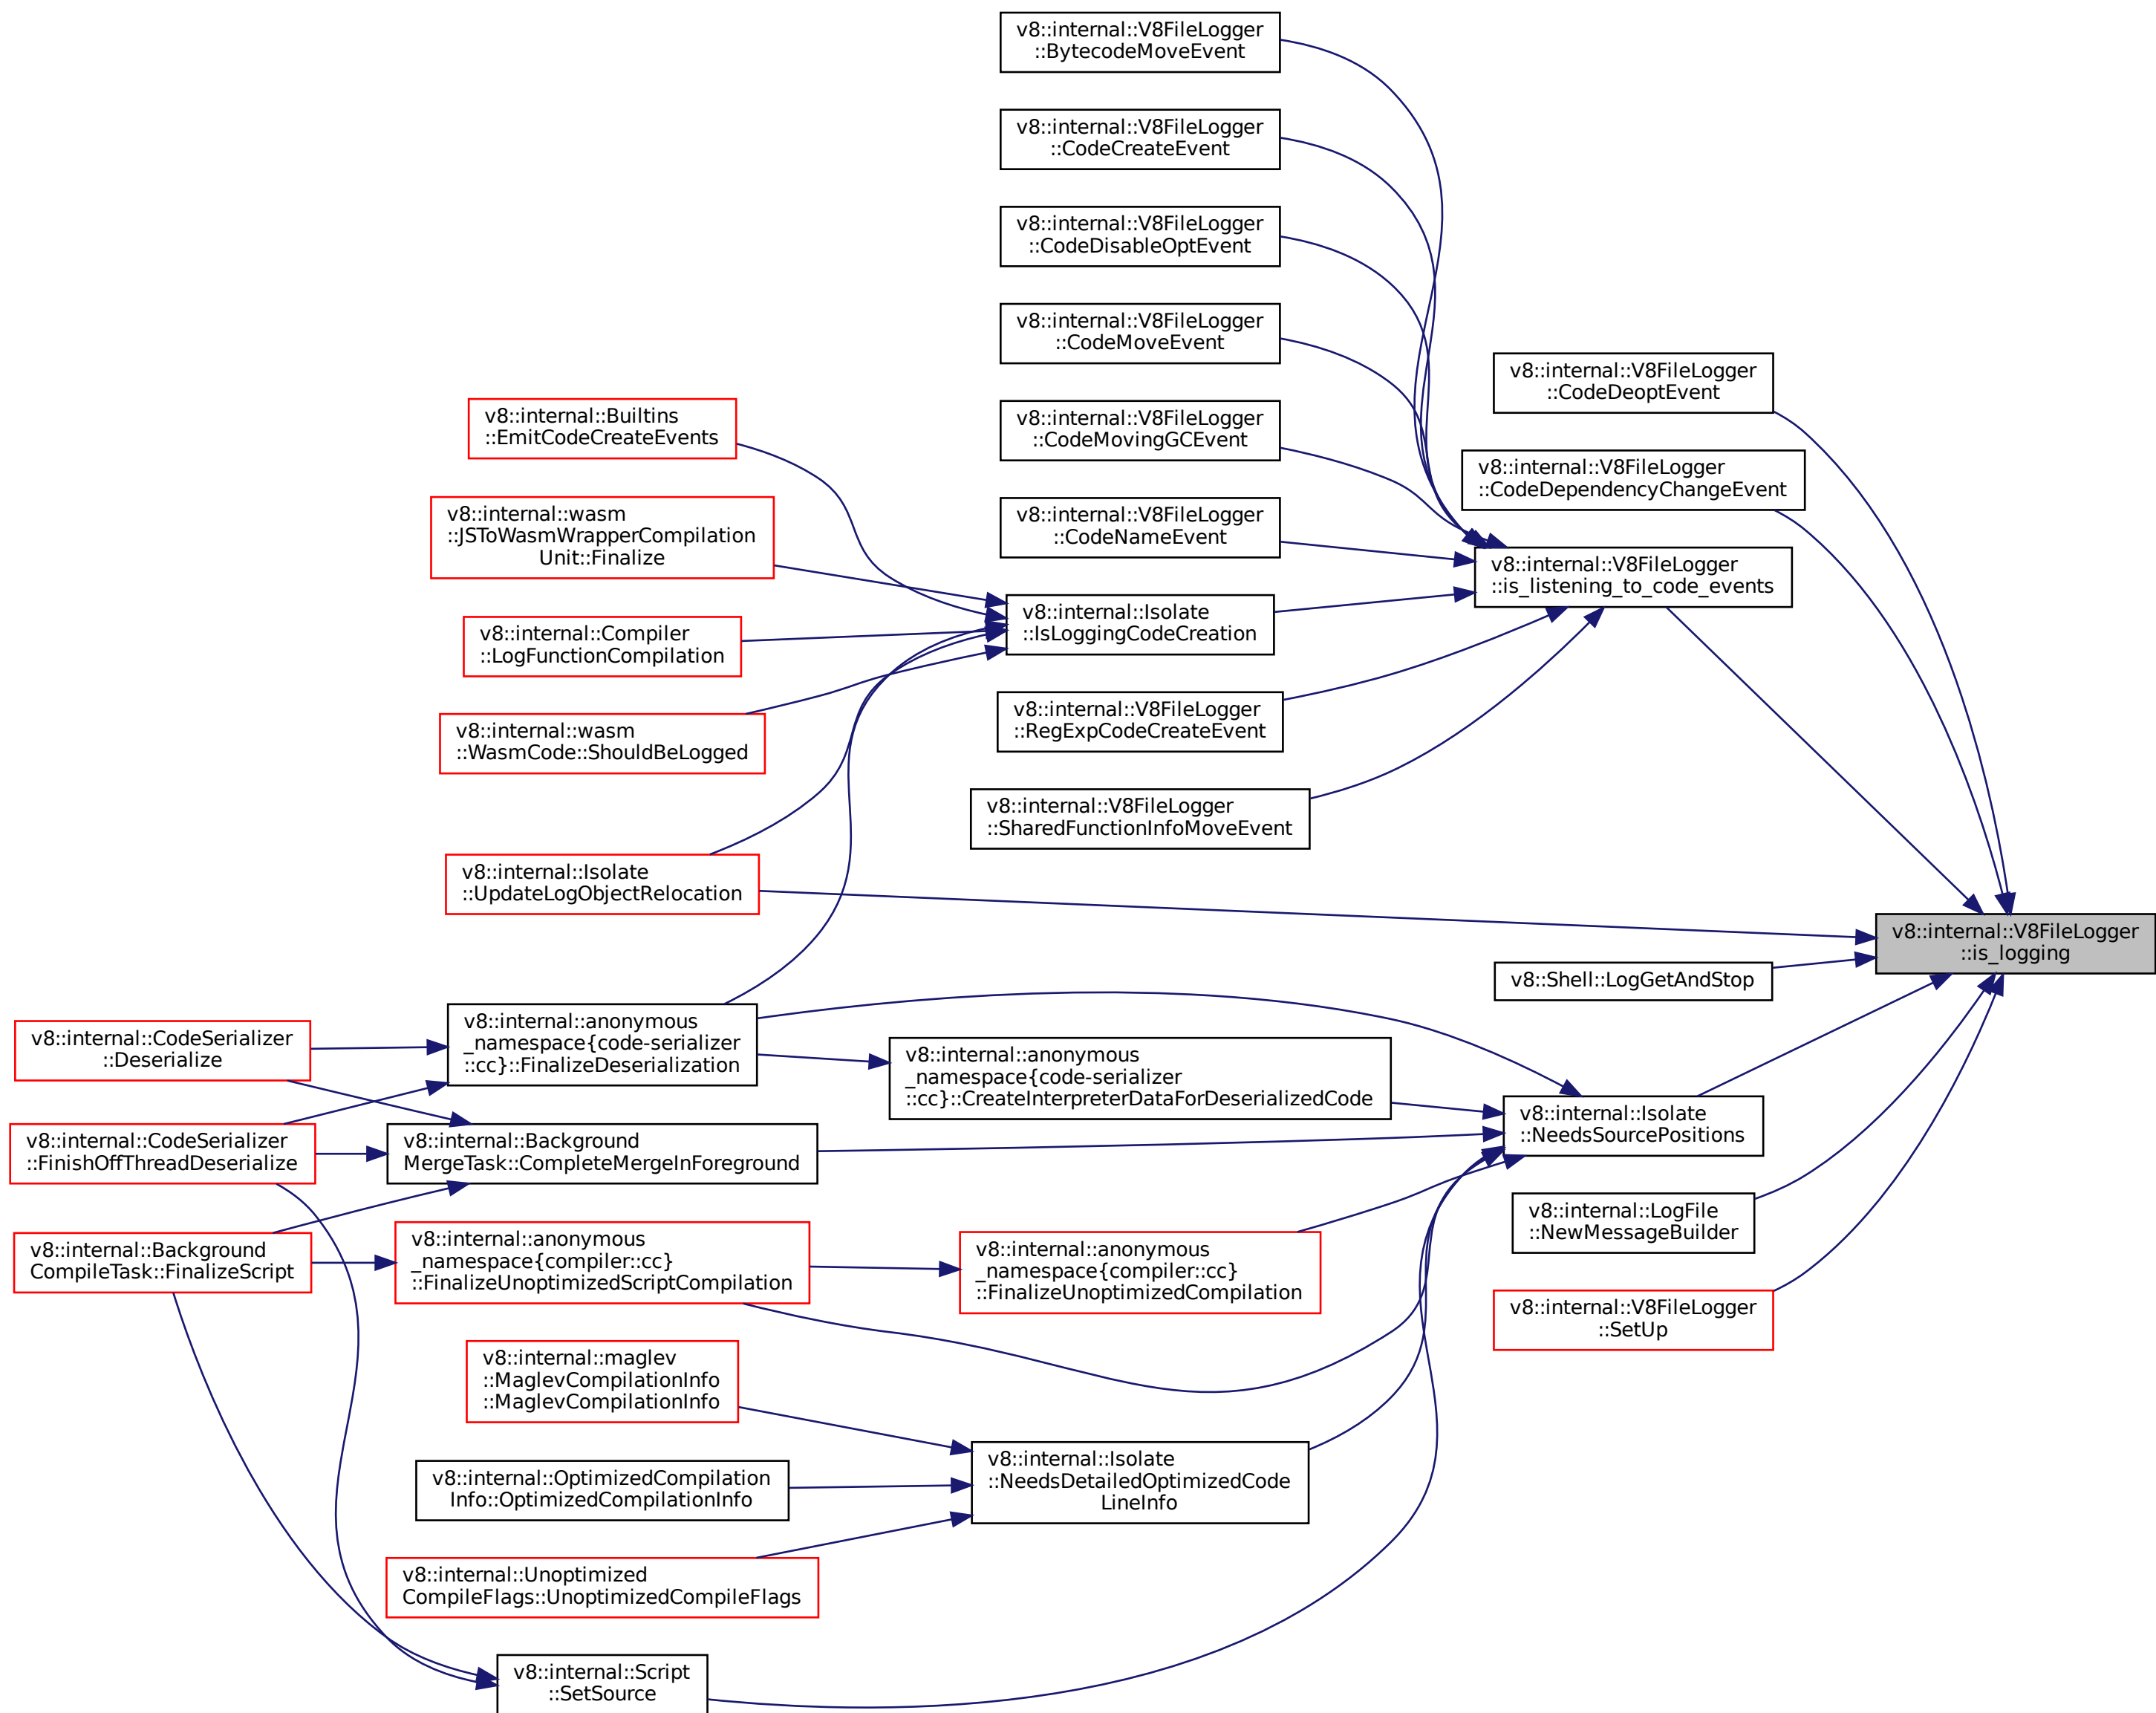 v8::internal::V8FileLogger
::BytecodeMoveEvent
v8::internal::V8FileLogger
::CodeCreateEvent
v8::internal::V8FileLogger
::CodeDisableOptEvent
v8::internal::V8FileLogger
::CodeMoveEvent
v8::internal::V8FileLogger
::CodeMovingGCEvent
v8::internal::V8FileLogger
::CodeNameEvent
v8::internal::Isolate
::IsLoggingCodeCreation
v8::internal::V8FileLogger
::RegExpCodeCreateEvent
v8::internal::V8FileLogger
::SharedFunctionInfoMoveEvent
v8::internal::V8FileLogger
::CodeDeoptEvent
v8::internal::V8FileLogger
::CodeDependencyChangeEvent
v8::internal::V8FileLogger
::is_listening_to_code_events
v8::internal::Builtins
::EmitCodeCreateEvents
v8::internal::wasm
::JSToWasmWrapperCompilation
Unit::Finalize
v8::internal::Compiler
::LogFunctionCompilation
v8::internal::wasm
::WasmCode::ShouldBeLogged
v8::internal::Isolate
::UpdateLogObjectRelocation
v8::internal::V8FileLogger
::is_logging
v8::Shell::LogGetAndStop
v8::internal::anonymous
_namespace{code-serializer
::cc}::FinalizeDeserialization
v8::internal::CodeSerializer
::Deserialize
v8::internal::anonymous
_namespace{code-serializer
::cc}::CreateInterpreterDataForDeserializedCode
v8::internal::Isolate
::NeedsSourcePositions
v8::internal::CodeSerializer
::FinishOffThreadDeserialize
v8::internal::Background
MergeTask::CompleteMergeInForeground
v8::internal::LogFile
::NewMessageBuilder
v8::internal::Background
CompileTask::FinalizeScript
v8::internal::anonymous
_namespace{compiler::cc}
::FinalizeUnoptimizedScriptCompilation
v8::internal::anonymous
_namespace{compiler::cc}
::FinalizeUnoptimizedCompilation
v8::internal::V8FileLogger
::SetUp
v8::internal::maglev
::MaglevCompilationInfo
::MaglevCompilationInfo
v8::internal::OptimizedCompilation
Info::OptimizedCompilationInfo
v8::internal::Isolate
::NeedsDetailedOptimizedCode
LineInfo
v8::internal::Unoptimized
CompileFlags::UnoptimizedCompileFlags
v8::internal::Script
::SetSource